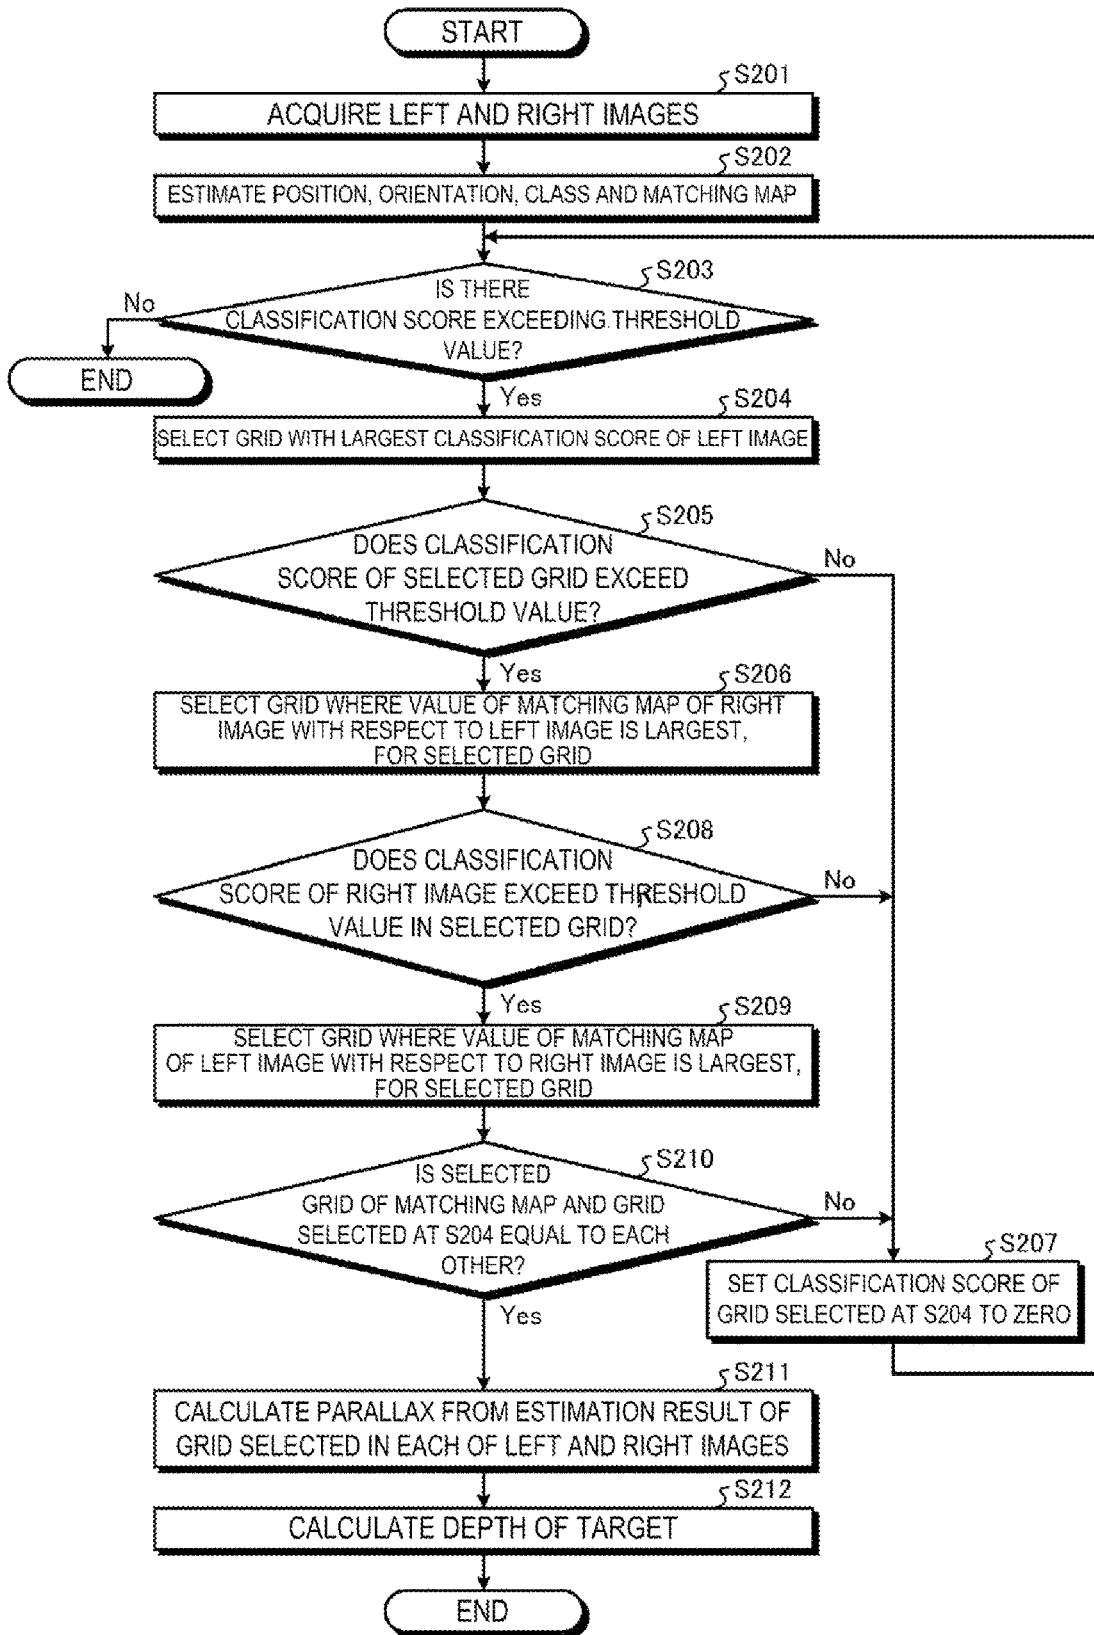 START
S201
ACQUIRE LEFT AND RIGHT IMAGES
S202
ESTIMATE POSITION, ORIENTATION, CLASS AND MATCHING MAP
S203
IS THERE
CLASSIFICATION SCORE EXCEEDING THRESHOLD
VALUE?
No
END
Yes
S204
SELECT GRID WITH LARGEST CLASSIFICATION SCORE OF LEFT IMAGE
S205
DOES CLASSIFICATION
SCORE OF SELECTED GRID EXCEED
THRESHOLD VALUE?
No
Yes
S206
SELECT GRID WHERE VALUE OF MATCHING MAP OF RIGHT
IMAGE WITH RESPECT TO LEFT IMAGE IS LARGEST,
FOR SELECTED GRID
S208
DOES CLASSIFICATION
SCORE OF RIGHT IMAGE EXCEED THRESHOLD
VALUE IN SELECTED GRID?
No
Yes
S209
SELECT GRID WHERE VALUE OF MATCHING MAP
OF LEFT IMAGE WITH RESPECT TO RIGHT IMAGE IS LARGEST,
FOR SELECTED GRID
S210
IS SELECTED
GRID OF MATCHING MAP AND GRID
SELECTED AT S204 EQUAL TO EACH
OTHER?
No
Yes
S207
SET CLASSIFICATION SCORE OF
GRID SELECTED AT S204 TO ZERO
S211
CALCULATE PARALLAX FROM ESTIMATION RESULT OF
GRID SELECTED IN EACH OF LEFT AND RIGHT IMAGES
S212
CALCULATE DEPTH OF TARGET
END